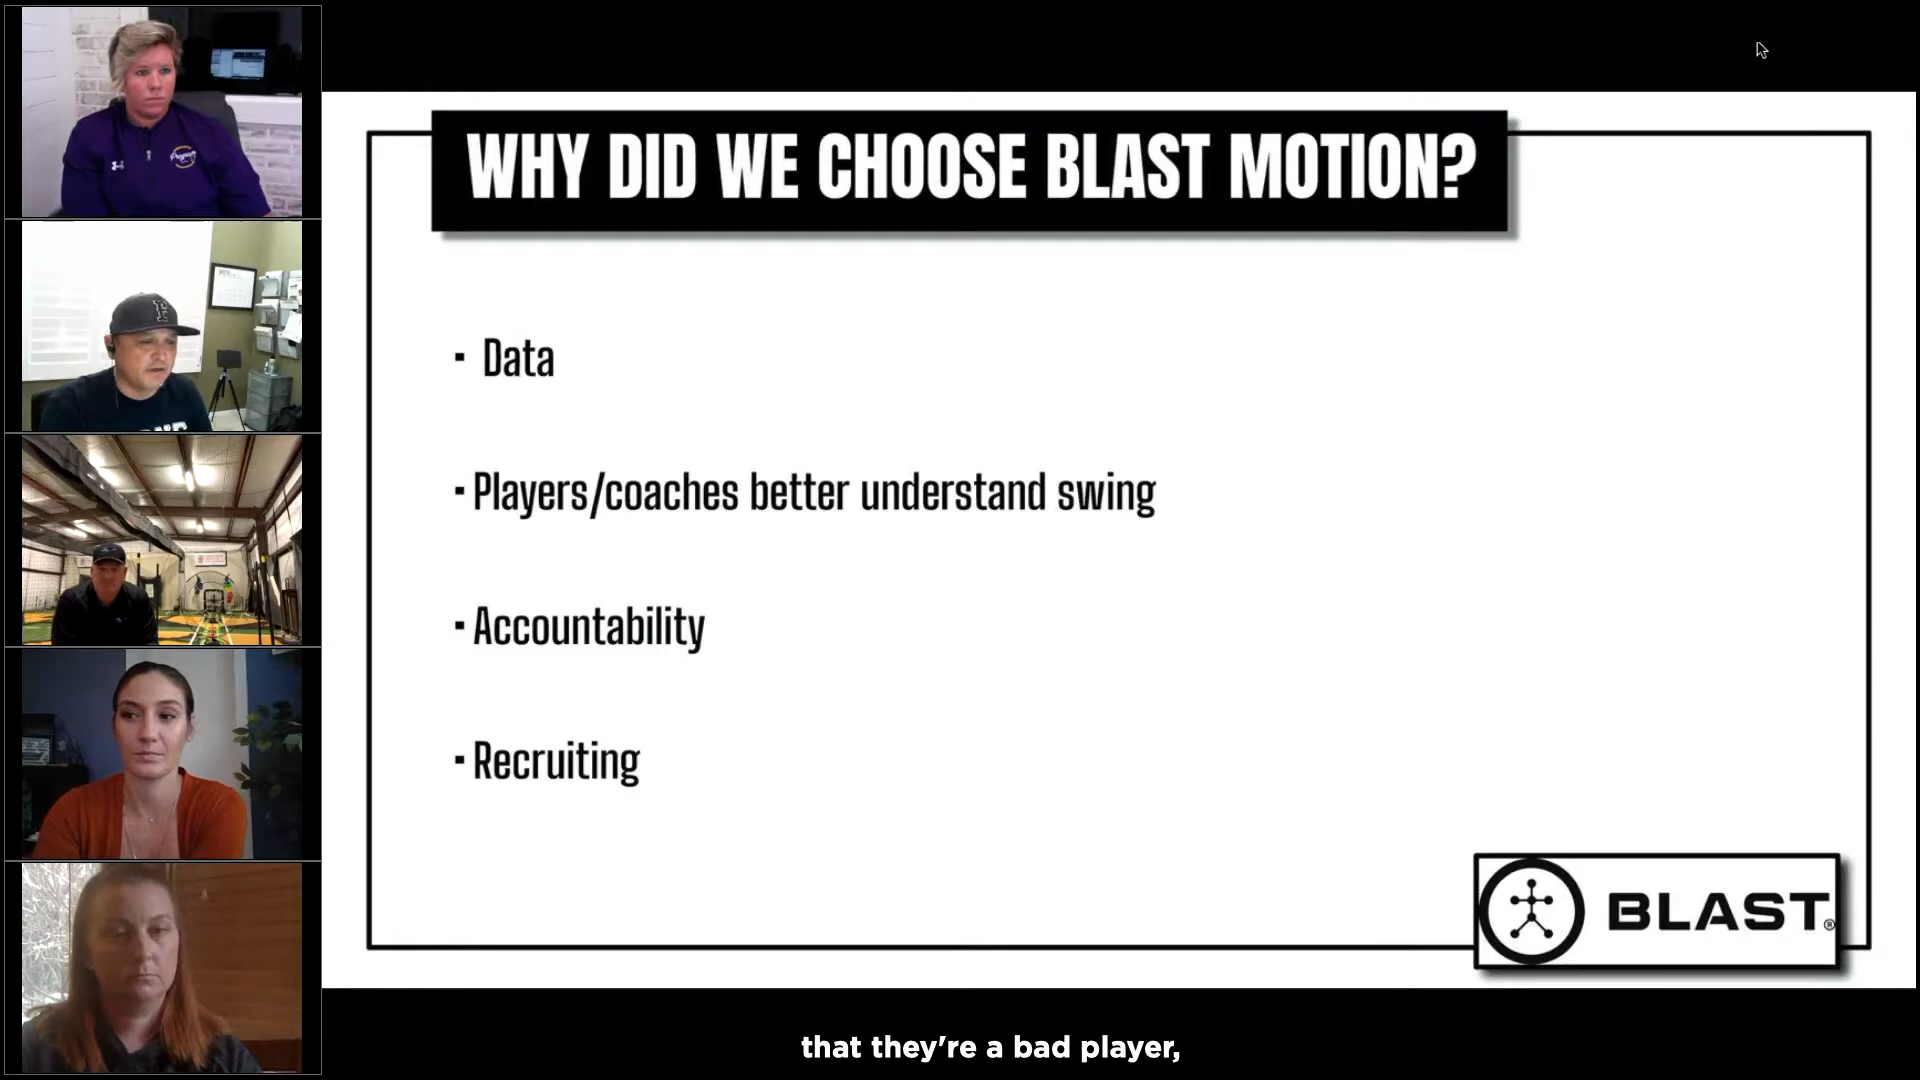 WHY DID WE CHOOSE BLAST MOTION?
▪ Data
▪ Players/coaches better understand swing
▪ Accountability
▪ Recruiting
BLAST®
that they're a bad player,